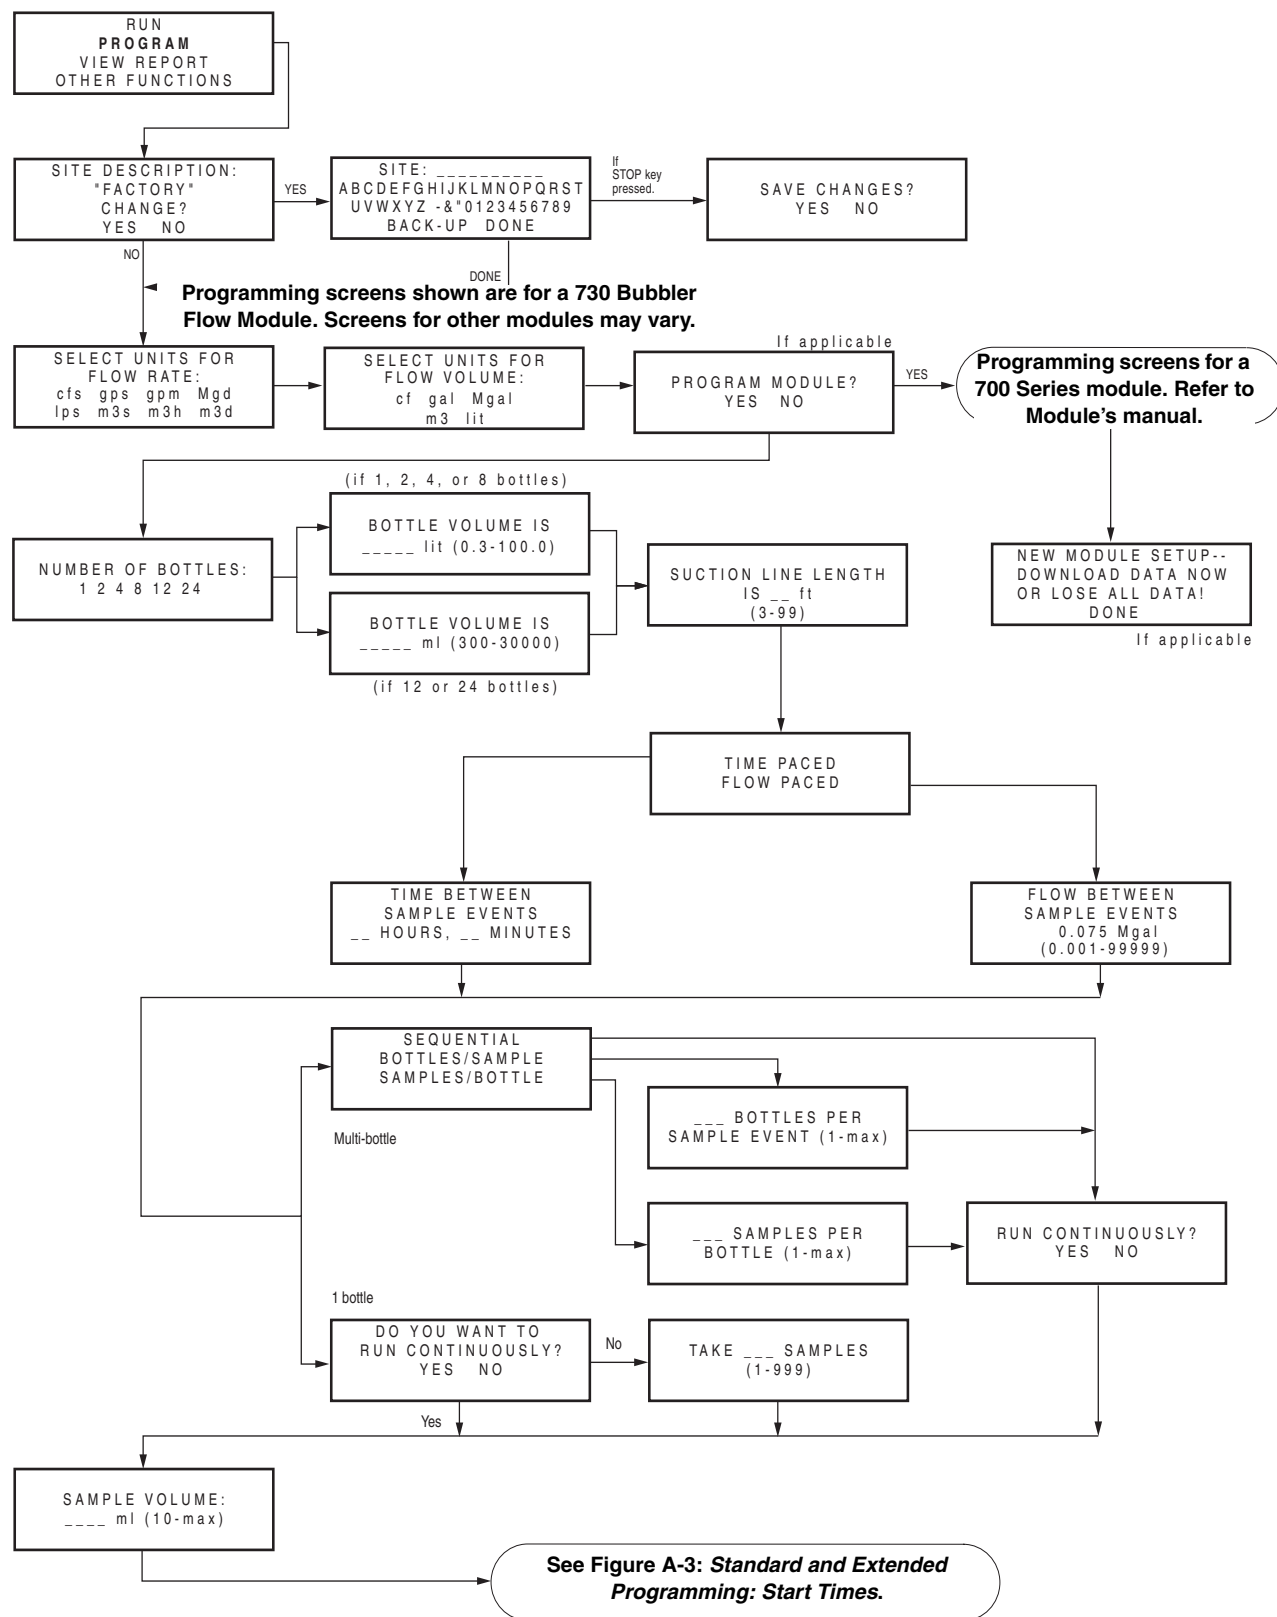 RUN
PROGRAM
VIEW REPORT
OTHER FUNCTIONS
SITE DESCRIPTION:
"FACTORY"
CHANGE?
YES NO
YES
SITE: __________
ABCDEFGHIJKLMNOPQRST
UVWXYZ -&"0123456789
BACK-UP DONE
If
STOP key
pressed.
SAVE CHANGES?
YES NO
NO
DONE
Programming screens shown are for a 730 Bubbler
Flow Module. Screens for other modules may vary.
SELECT UNITS FOR
FLOW RATE:
cfs gps gpm Mgd
lps m3s m3h m3d
SELECT UNITS FOR
FLOW VOLUME:
cf gal Mgal
m3 lit
If applicable
PROGRAM MODULE?
YES NO
YES
Programming screens for a
700 Series module. Refer to
Module's manual.
NEW MODULE SETUP--
DOWNLOAD DATA NOW
OR LOSE ALL DATA!
DONE
If applicable
NUMBER OF BOTTLES:
1 2 4 8 12 24
(if 1, 2, 4, or 8 bottles)
BOTTLE VOLUME IS
_____ lit (0.3-100.0)
BOTTLE VOLUME IS
_____ ml (300-30000)
(if 12 or 24 bottles)
SUCTION LINE LENGTH
IS __ ft
(3-99)
TIME PACED
FLOW PACED
TIME BETWEEN
SAMPLE EVENTS
__ HOURS, __ MINUTES
FLOW BETWEEN
SAMPLE EVENTS
0.075 Mgal
(0.001-99999)
SEQUENTIAL
BOTTLES/SAMPLE
SAMPLES/BOTTLE
Multi-bottle
___ BOTTLES PER
SAMPLE EVENT (1-max)
___ SAMPLES PER
BOTTLE (1-max)
RUN CONTINUOUSLY?
YES NO
1 bottle
DO YOU WANT TO
RUN CONTINUOUSLY?
YES NO
No
TAKE ___ SAMPLES
(1-999)
Yes
SAMPLE VOLUME:
____ ml (10-max)
See Figure A-3: Standard and Extended
Programming: Start Times.